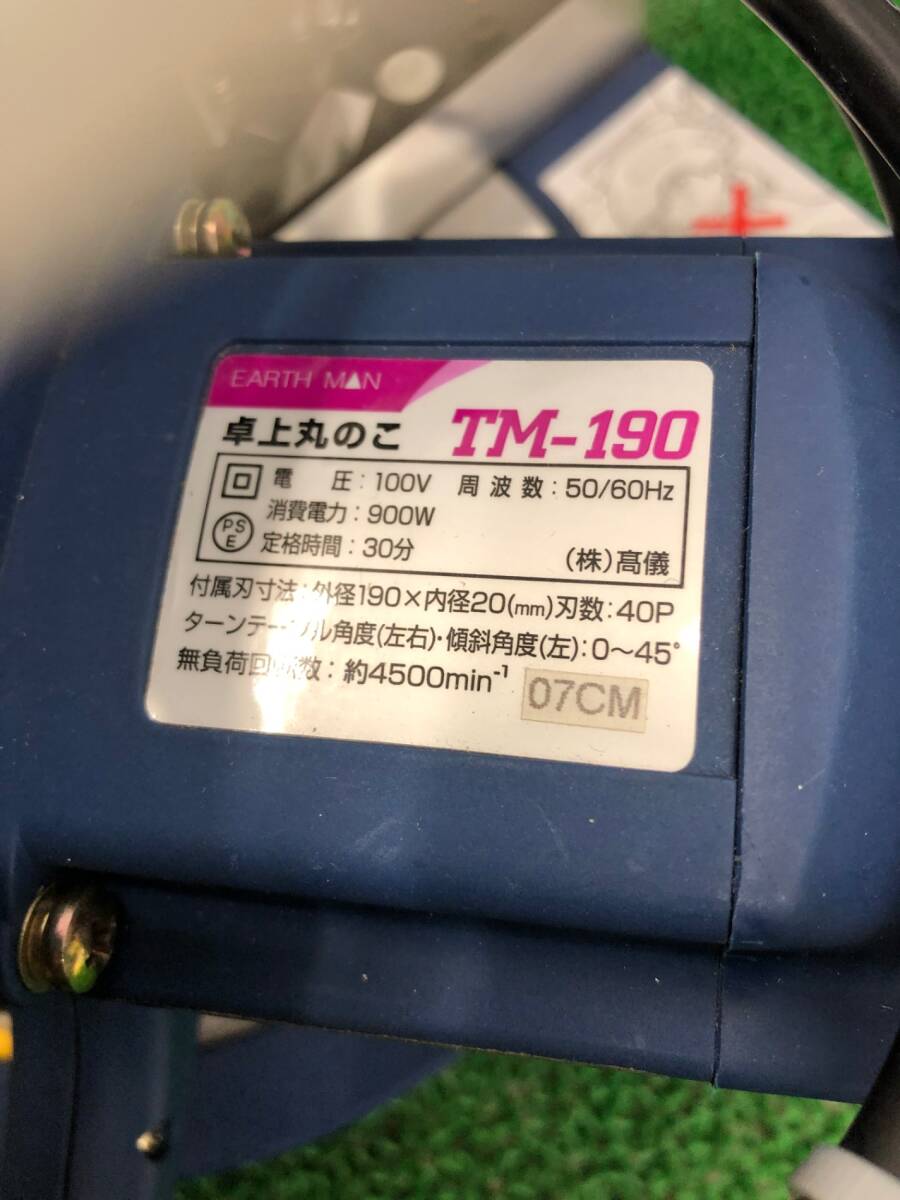 EARTH MAN
卓上丸のこ TM-190
電 圧:100V 周波数:50/60Hz
消費電力:900W
PS
E
定格時間:30分 (株)髙儀
付属刃寸法:外径190×内径20(mm)刃数:40P
ターンテーブル角度(左右)・傾斜角度(左):0〜45°
無負荷回転数:約4500min⁻¹
07CM